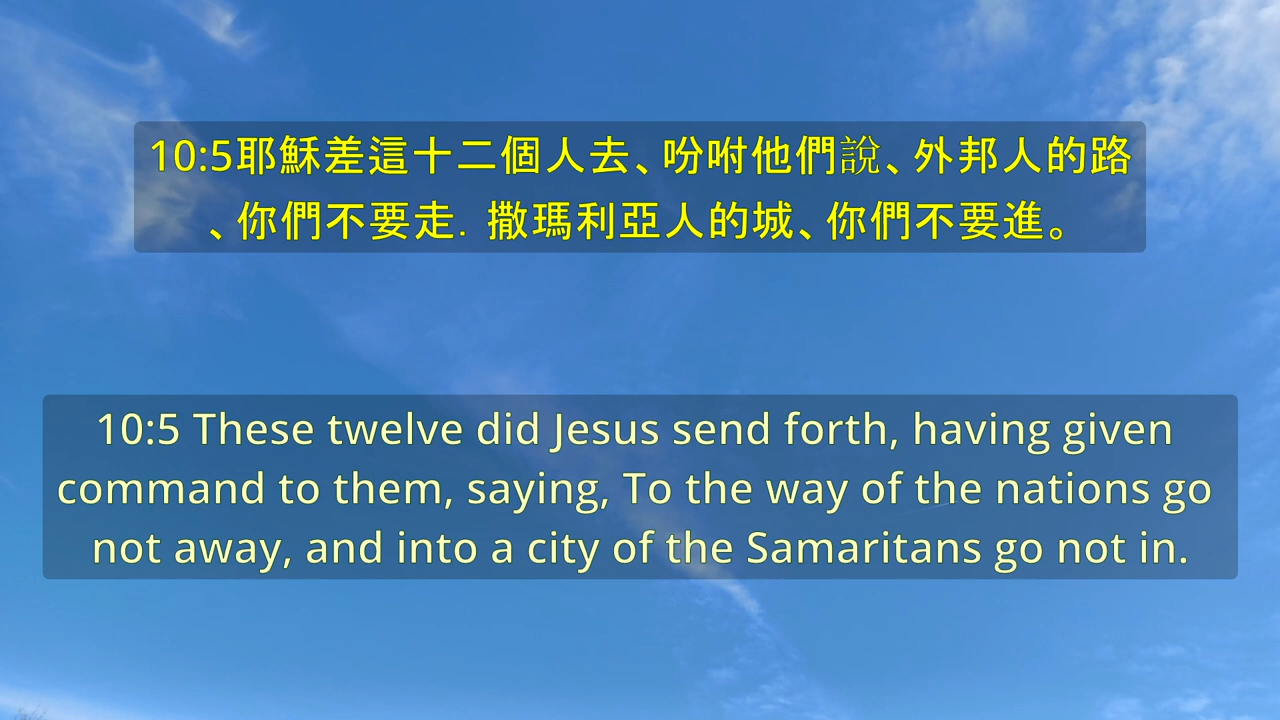 10:5耶穌差這十二個人去、吩咐他們說、外邦人的路
、你們不要走. 撒瑪利亞人的城、你們不要進。
10:5 These twelve did Jesus send forth, having given
command to them, saying, To the way of the nations go
not away, and into a city of the Samaritans go not in.